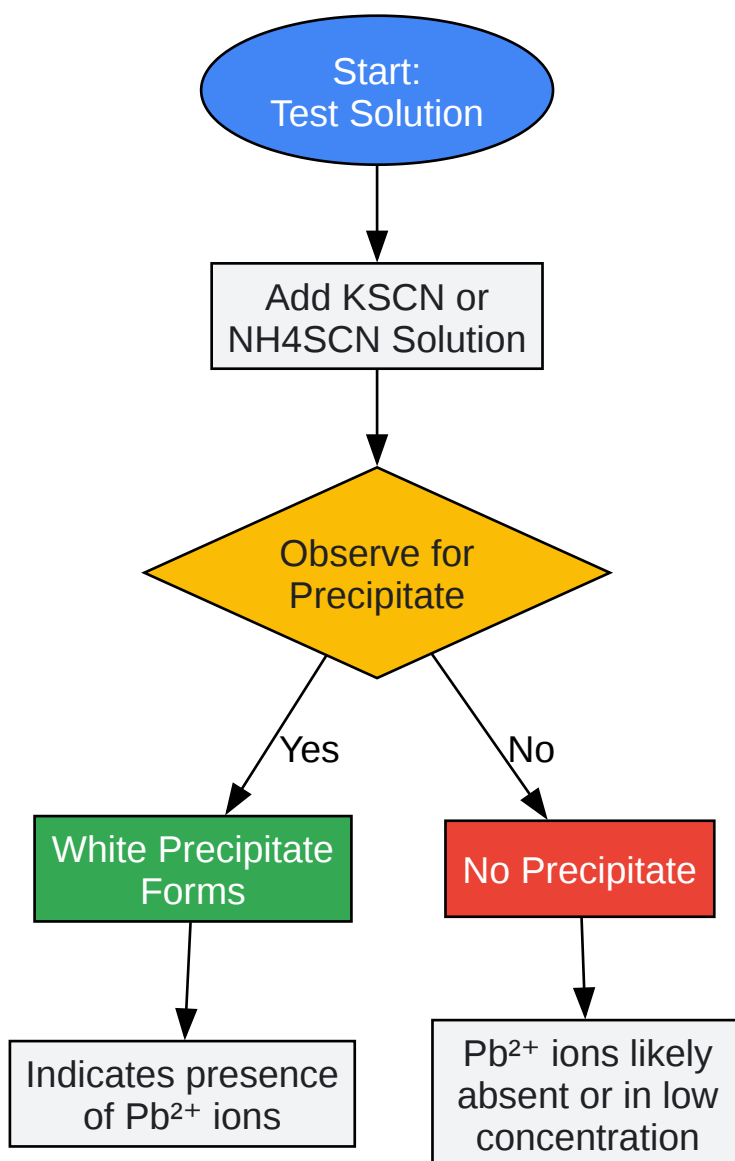 Start:
Test Solution
Add KSCN or
NH4SCN Solution
Observe for
Precipitate
Yes
No
White Precipitate
Forms
No Precipitate
Indicates presence
of Pb²⁺ ions
Pb²⁺ ions likely
absent or in low
concentration